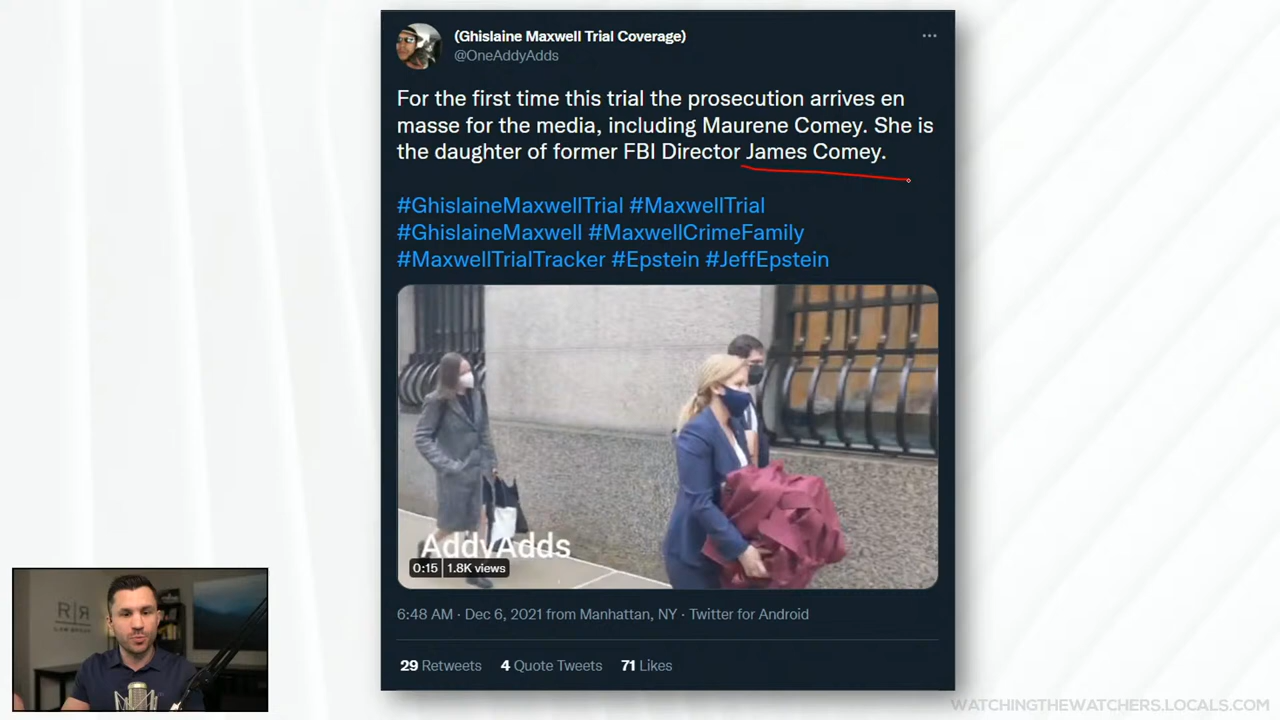 (Ghislaine Maxwell Trial Coverage)
@OneAddyAdds
For the first time this trial the prosecution arrives en
masse for the media, including Maurene Comey. She is
the daughter of former FBI Director James Comey.
#GhislaineMaxwellTrial #MaxwellTrial
#GhislaineMaxwell #MaxwellCrimeFamily
#MaxwellTrialTracker #Epstein #JeffEpstein
AddyAdds
0:15 1.8K views
6:48 AM · Dec 6, 2021 from Manhattan, NY · Twitter for Android
29 Retweets 4 Quote Tweets 71 Likes
R|R
WATCHINGTHEWATCHERS.LOCALS.COM